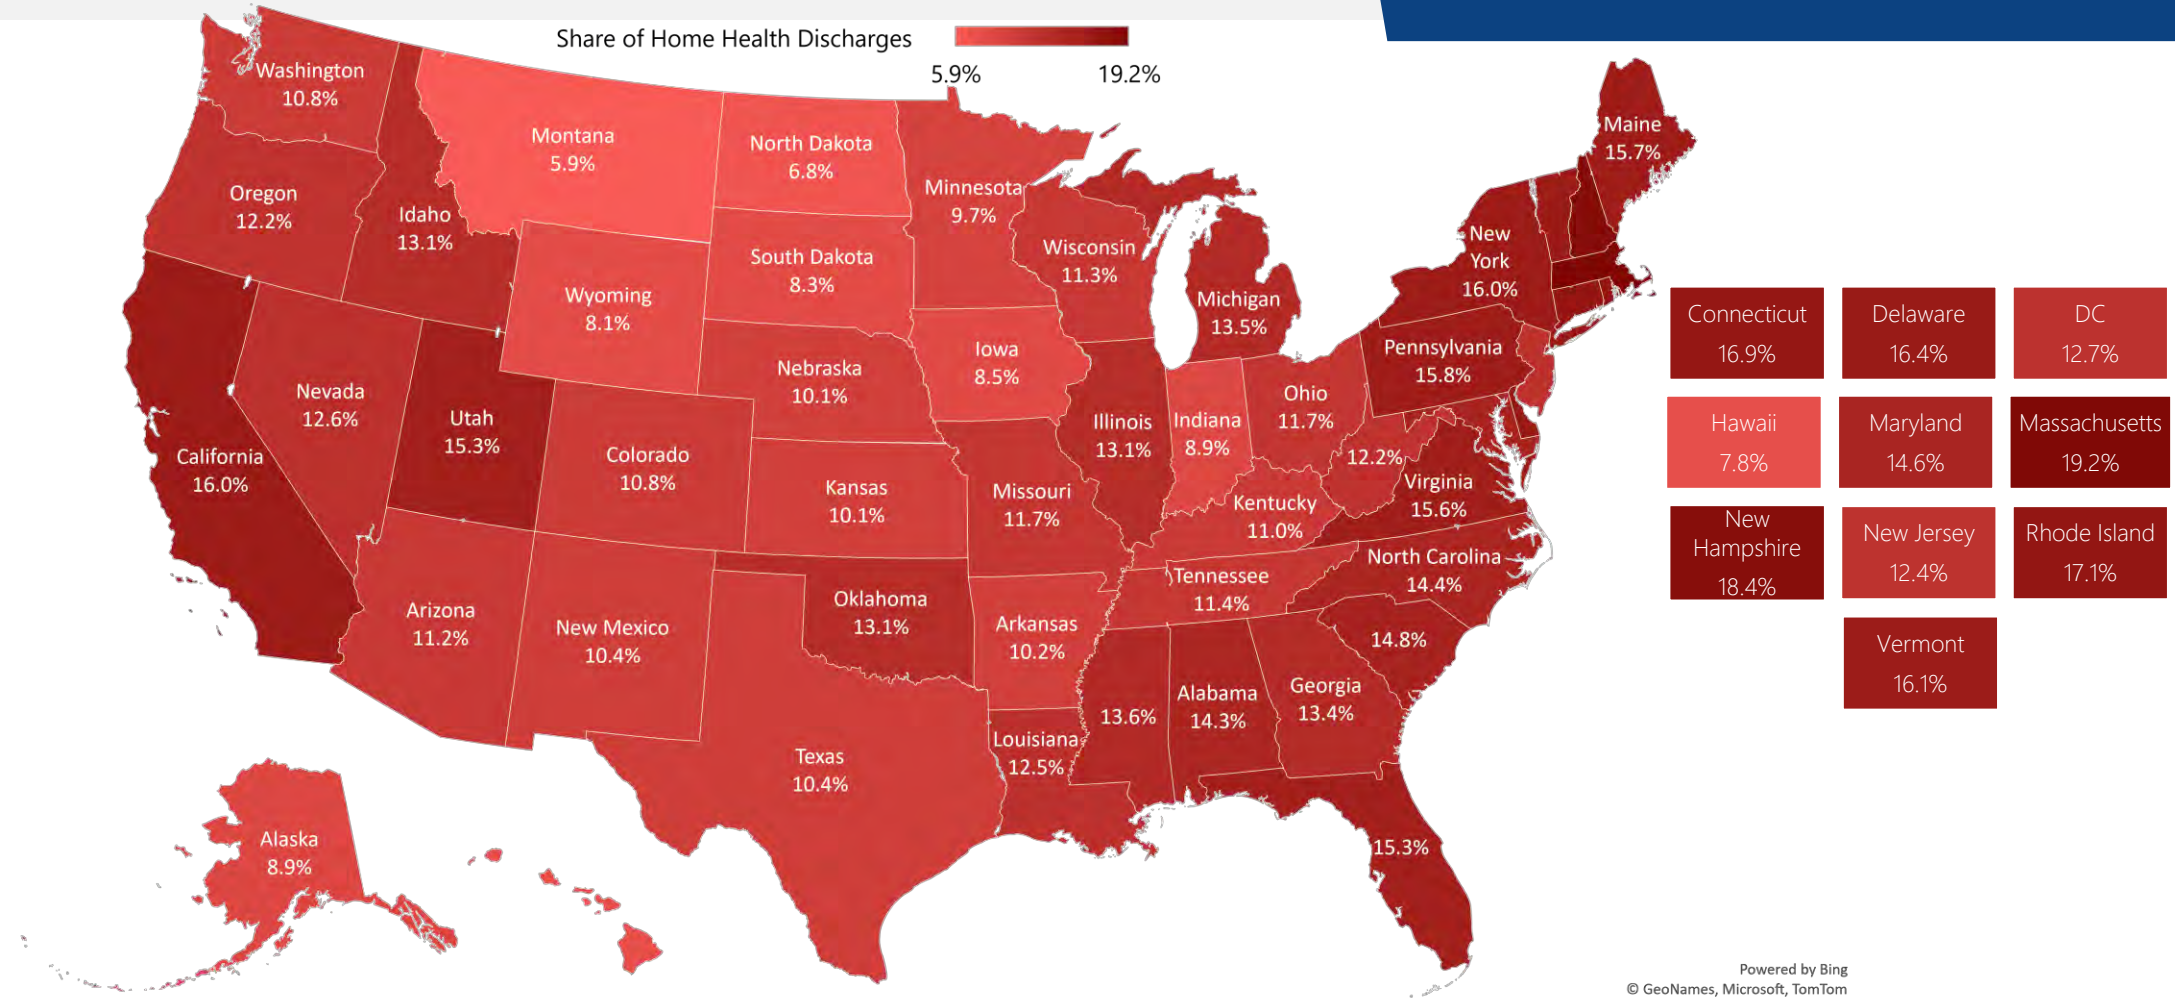 Share of Home Health Discharges
5.9%
19.2%
Washington
10.8%
Montana
5.9%
North Dakota
6.8%
Minnesota
9.7%
Oregon
12.2%
Idaho
13.1%
Wyoming
8.1%
South Dakota
8.3%
Wisconsin
11.3%
Michigan
13.5%
New
York
16.0%
Maine
15.7%
California
16.0%
Nevada
12.6%
Utah
15.3%
Colorado
10.8%
Nebraska
10.1%
Iowa
8.5%
Illinois
13.1%
Indiana
8.9%
Ohio
11.7%
Pennsylvania
15.8%
Kansas
10.1%
Missouri
11.7%
Kentucky
11.0%
12.2%
Virginia
15.6%
Arizona
11.2%
New Mexico
10.4%
Oklahoma
13.1%
Arkansas
10.2%
Tennessee
11.4%
North Carolina
14.4%
14.8%
Texas
10.4%
Louisiana
12.5%
13.6%
Alabama
14.3%
Georgia
13.4%
15.3%
Alaska
8.9%
Connecticut
16.9%
Delaware
16.4%
DC
12.7%
Hawaii
7.8%
Maryland
14.6%
Massachusetts
19.2%
New
Hampshire
18.4%
New Jersey
12.4%
Rhode Island
17.1%
Vermont
16.1%
Powered by Bing
© GeoNames, Microsoft, TomTom